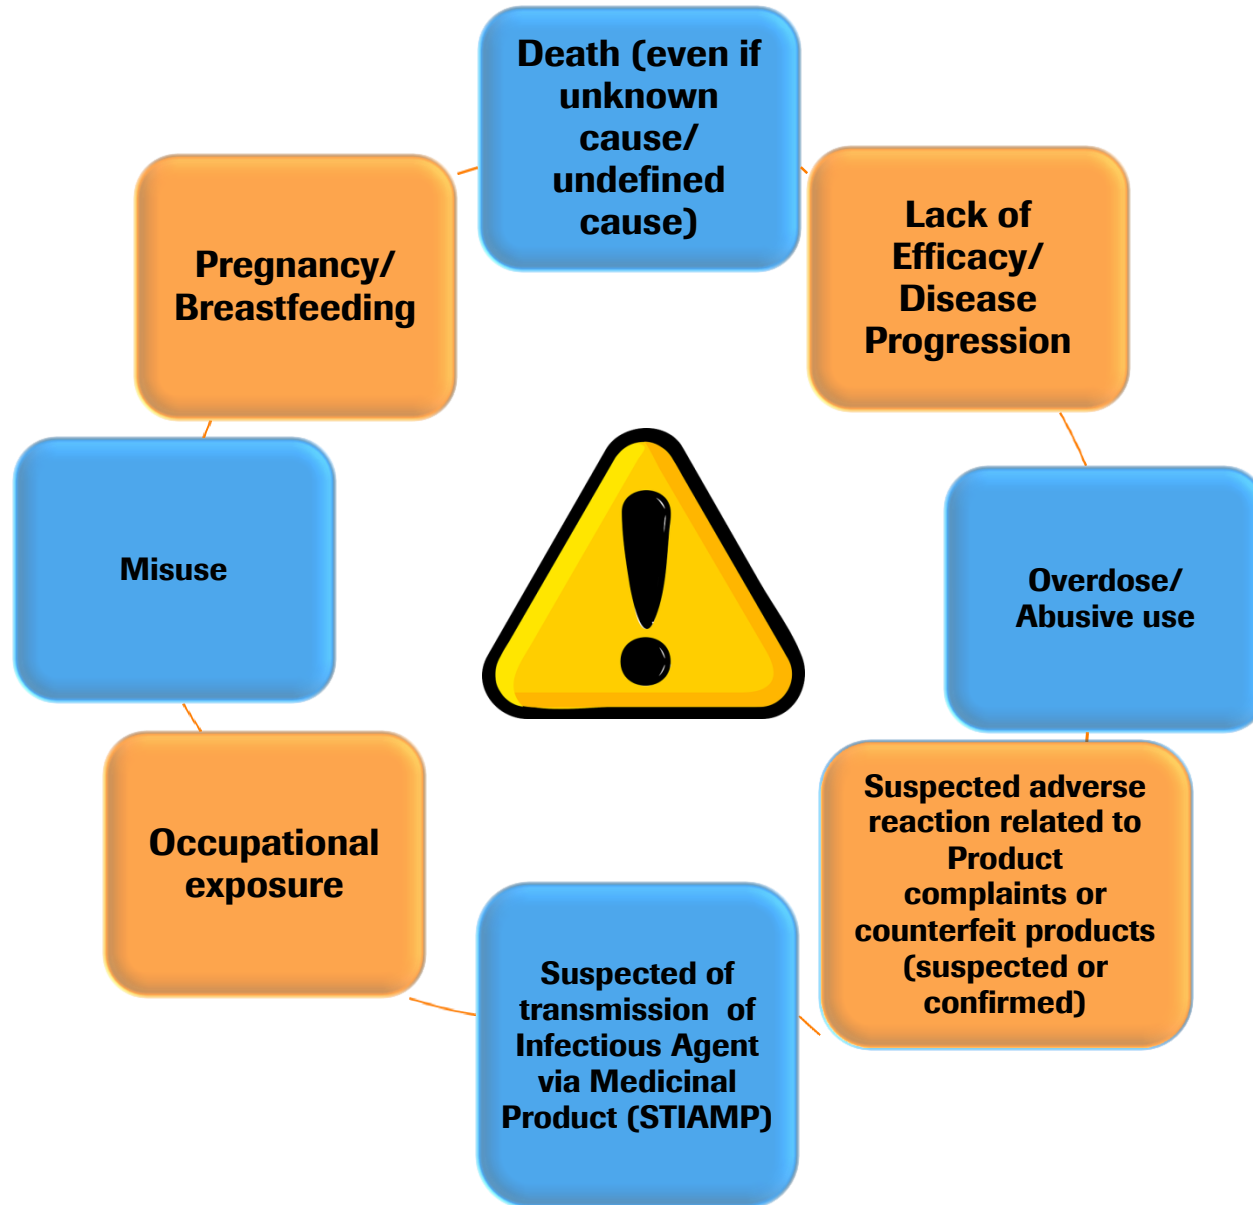 Death (even if
unknown
cause/
undefined
cause)
Lack of
Efficacy/
Disease
Progression
Overdose/
Abusive use
Suspected adverse
reaction related to
Product
complaints or
counterfeit products
(suspected or
confirmed)
Suspected of
transmission  of
Infectious Agent
via Medicinal
Product (STIAMP)
Occupational
exposure
Misuse
Pregnancy/
Breastfeeding